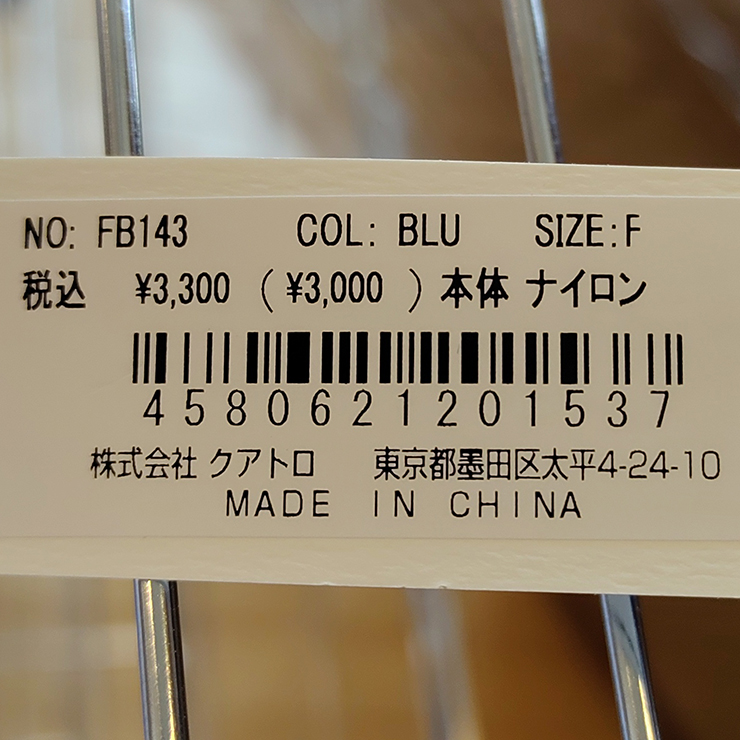 NO: FB143 COL: BLU SIZE:F
税込 ¥3,300 (¥3,000 ) 本体 ナイロン
4580621201537
株式会社 クアトロ 東京都墨田区太平4-24-10
MADE IN CHINA